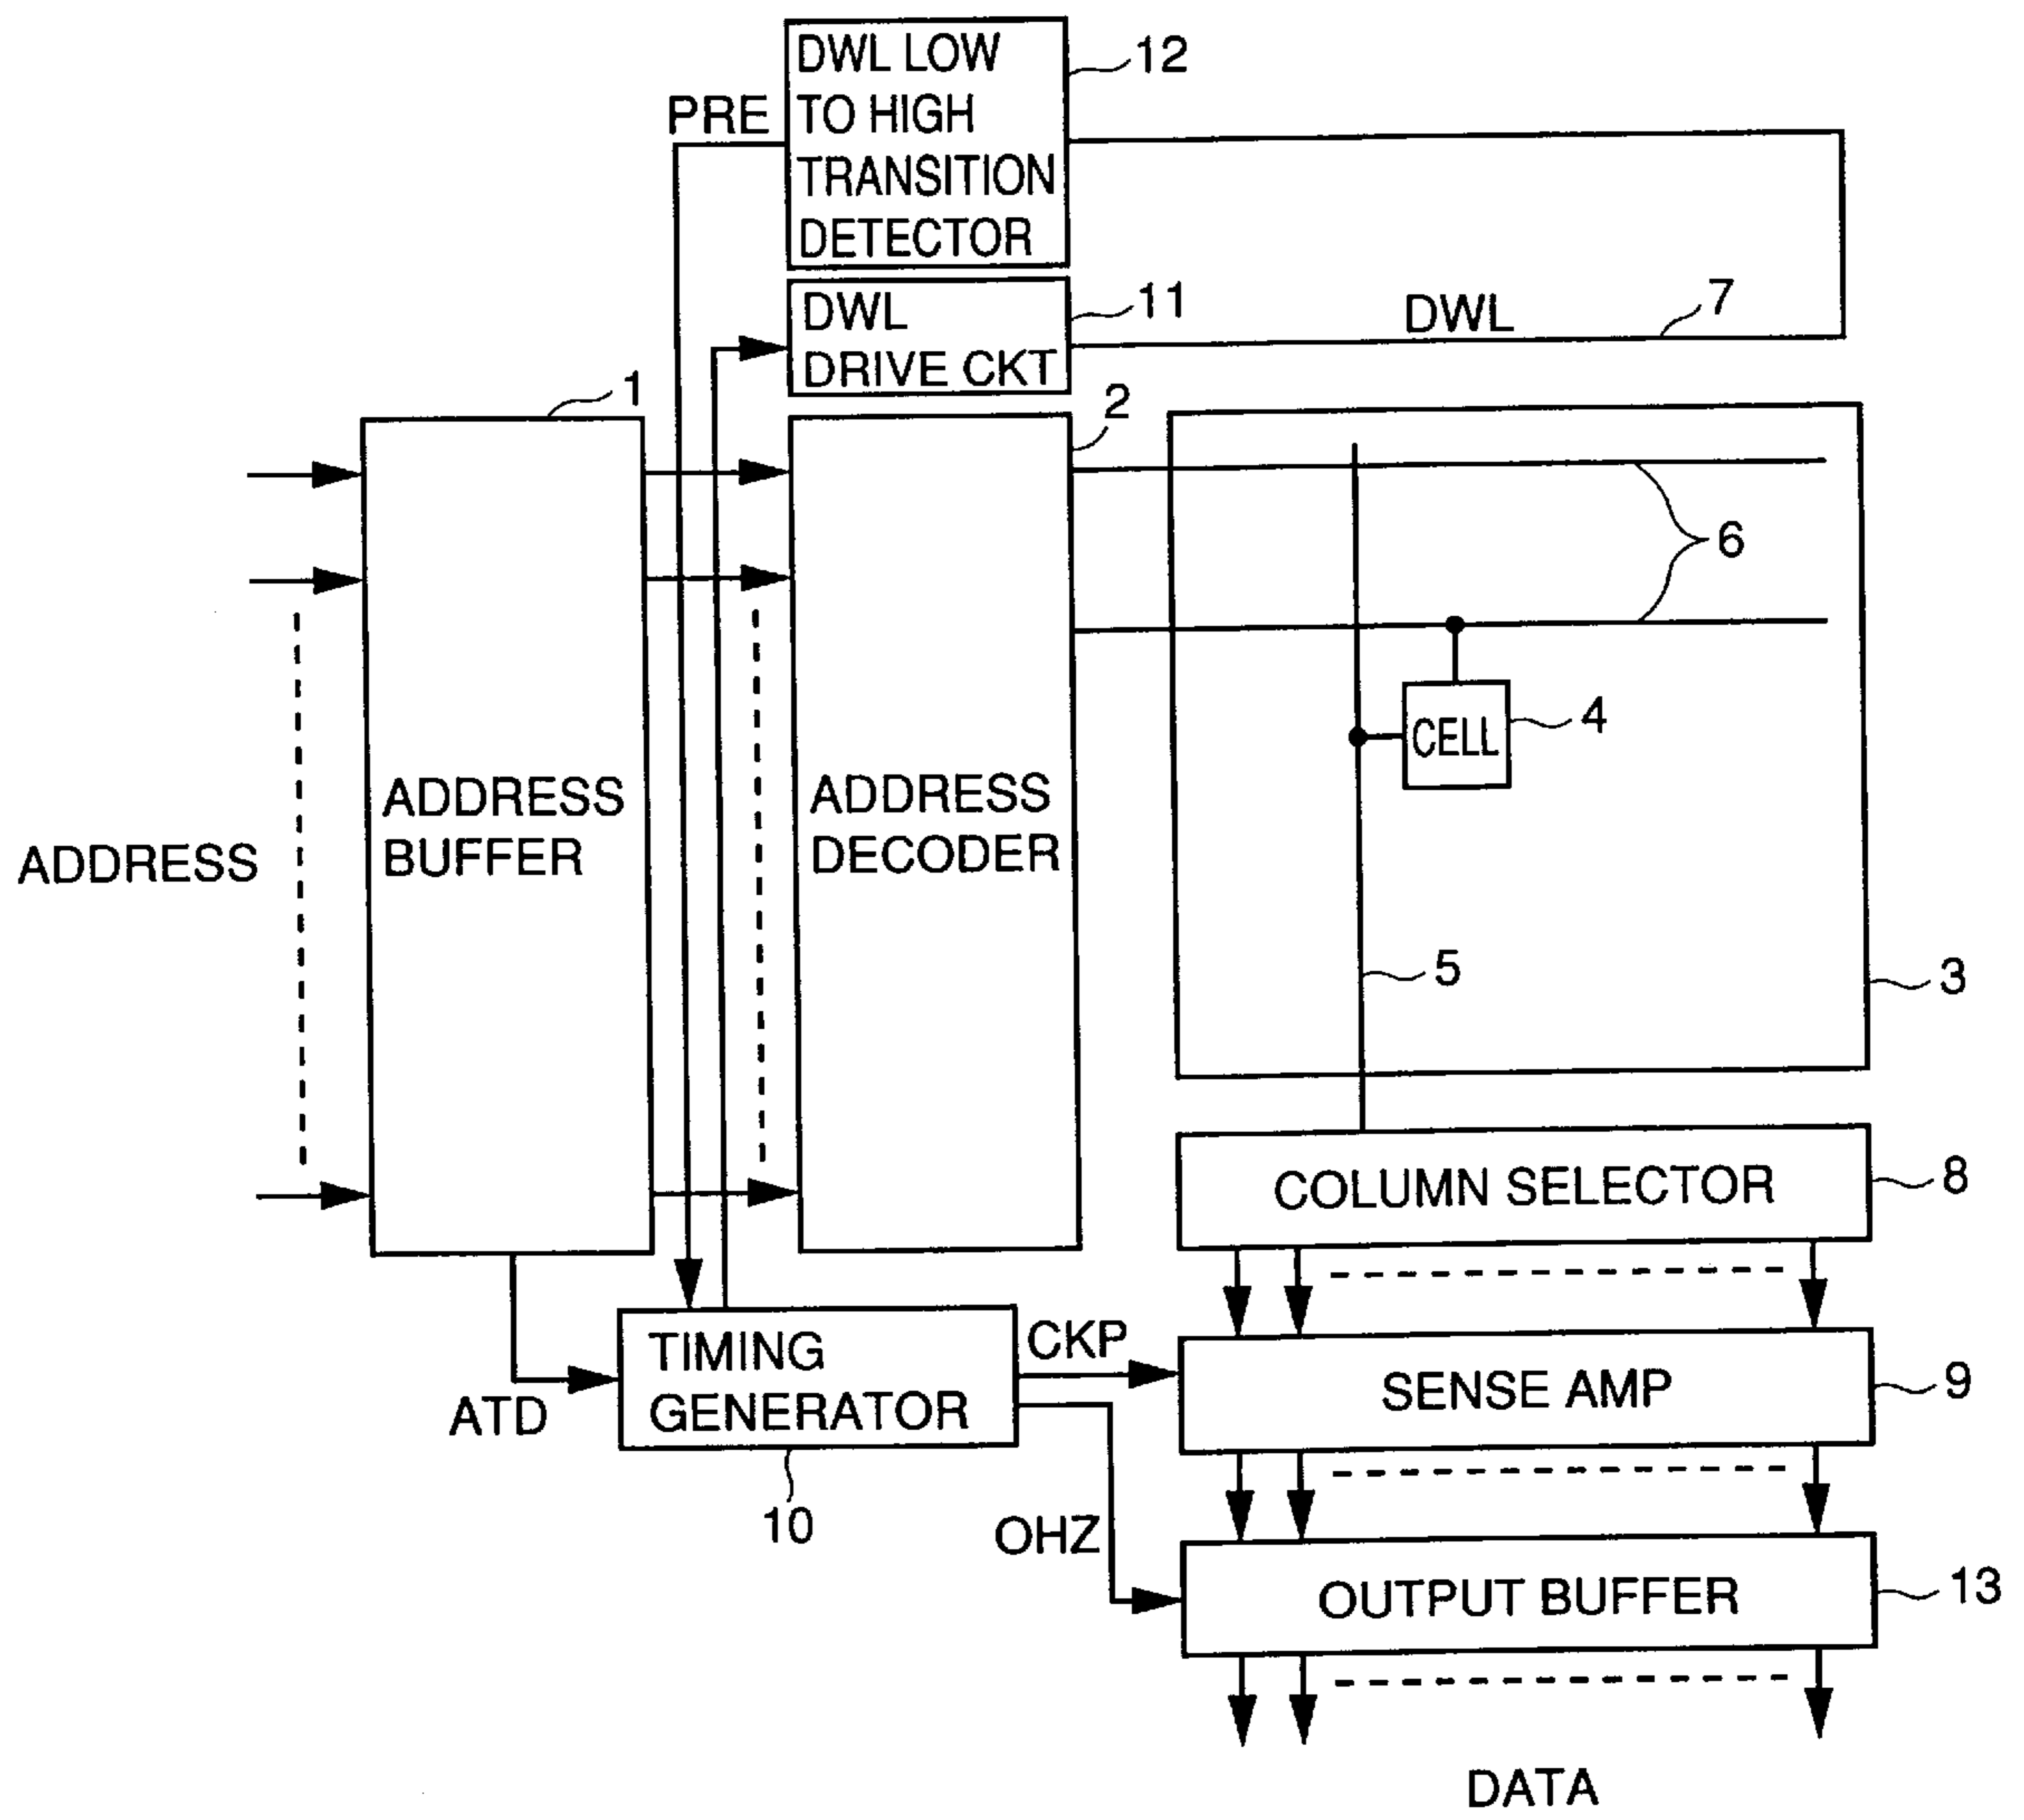 DWL LOW
TO HIGH
TRANSITION
DETECTOR
12
PRE
DWL
DRIVE CKT
11
DWL
7
1
2
6
CELL
4
ADDRESS
ADDRESS
BUFFER
ADDRESS
DECODER
5
3
COLUMN SELECTOR
8
TIMING
GENERATOR
CKP
SENSE AMP
9
ATD
10
OHZ
OUTPUT BUFFER
13
DATA